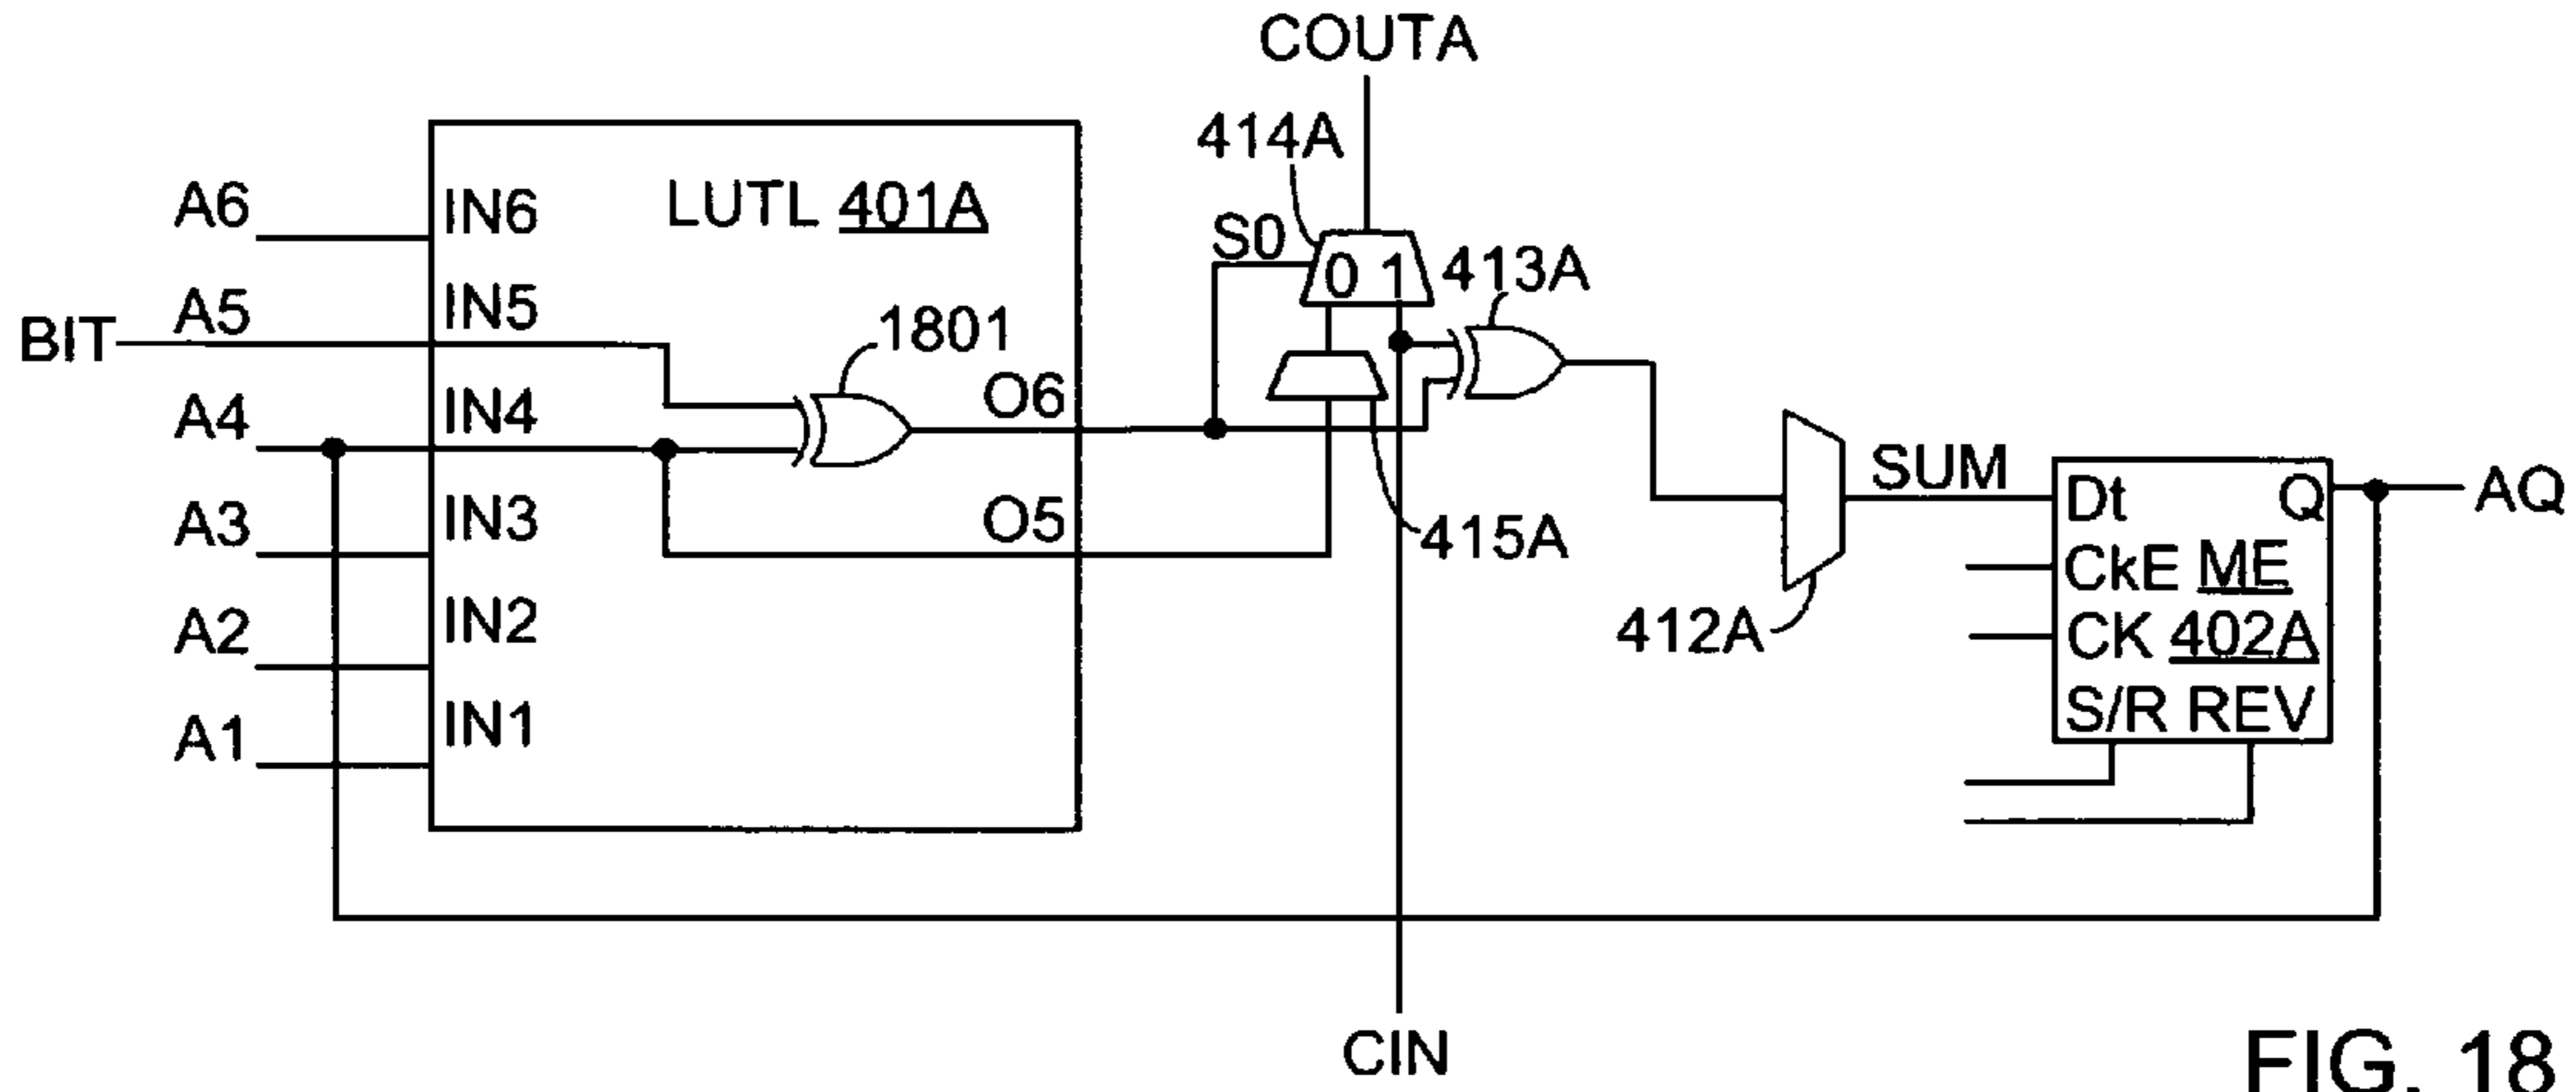 COUTA
414A
A6
IN6
LUTL 401A
S0
0 1
413A
BIT
A5
IN5
1801
A4
IN4
O6
SUM
Dt
Q
AQ
A3
IN3
O5
415A
CkE ME
A2
IN2
412A
CK 402A
A1
IN1
S/R REV
CIN
FIG. 18